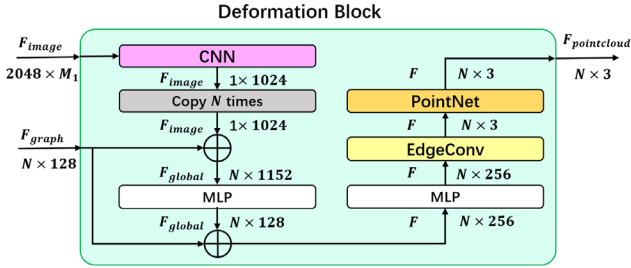 Deformation Block
F_image
2048 × M_1
CNN
F_image 1 × 1024
Copy N times
F_image 1 × 1024
F_graph
N × 128
F_global N × 1152
MLP
F_global N × 128
F_pointcloud
N × 3
F N × 3
PointNet
F N × 3
EdgeConv
F N × 256
MLP
F N × 256